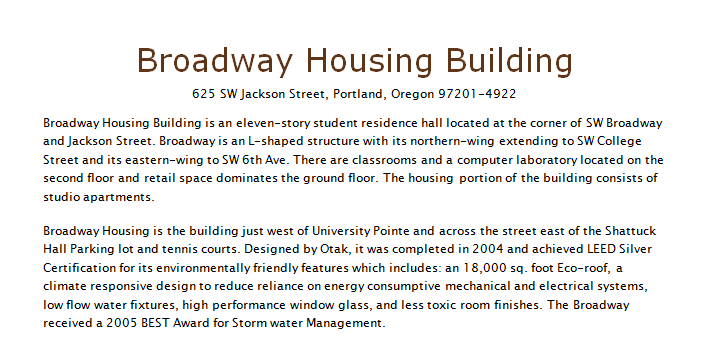 Broadway Housing Building
625 SW Jackson Street, Portland, Oregon 97201-4922
Broadway Housing Building is an eleven-story student residence hall located at the corner of SW Broadway
and Jackson Street. Broadway is an L-shaped structure with its northern-wing extending to SW College
Street and its eastern-wing to SW 6th Ave. There are classrooms and a computer laboratory located on the
second floor and retail space dominates the ground floor. The housing portion of the building consists of
studio apartments.
Broadway Housing is the building just west of University Pointe and across the street east of the Shattuck
Hall Parking lot and tennis courts. Designed by Otak, it was completed in 2004 and achieved LEED Silver
Certification for its environmentally friendly features which includes: an 18,000 sq. foot Eco-roof, a
climate responsive design to reduce reliance on energy consumptive mechanical and electrical systems,
low flow water fixtures, high performance window glass, and less toxic room finishes. The Broadway
received a 2005 BEST Award for Storm water Management.